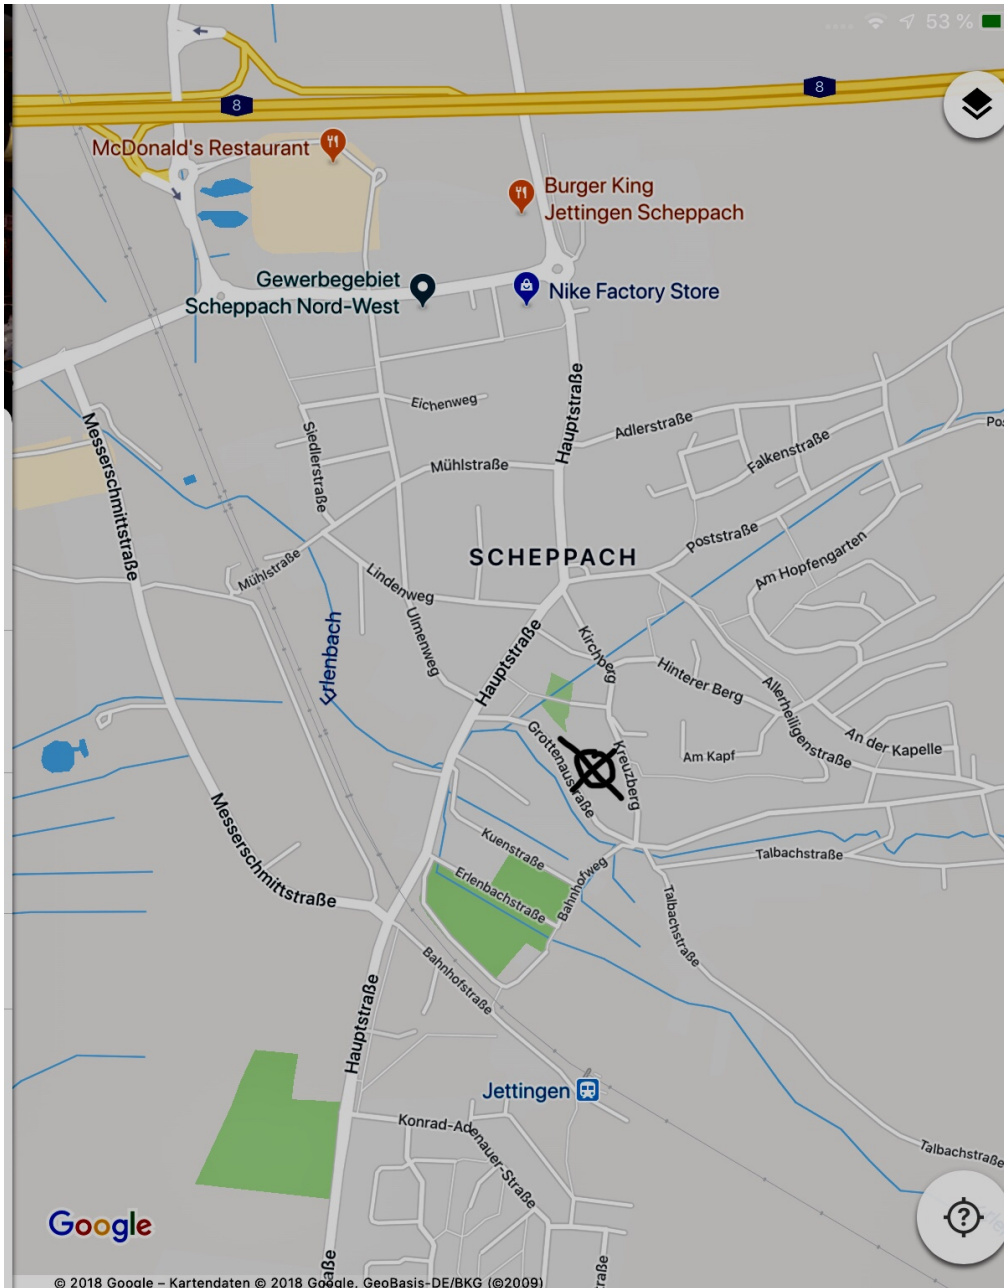 53 %
8
8
McDonald's Restaurant
Burger King
Jettingen Scheppach
Gewerbegebiet
Scheppach Nord-West
Nike Factory Store
Hauptstraße
Eichenweg
Adlerstraße
Messerschmittstraße
Siedlerstraße
Falkenstraße
Mühlstraße
Poststraße
SCHEPPACH
Am Hopfengarten
Mühlstraße
Lindenweg
Ulmenweg
Erlenbach
Hauptstraße
Kirchberg
Hinterer Berg
Allerheiligenstraße
An der Kapelle
Grottenaustraße
Kreuzberg
Am Kapf
Messerschmittstraße
Kuenstraße
Talbachstraße
Erlenbachstraße
Bahnhofweg
Talbachstraße
Bahnhofstraße
Hauptstraße
Jettingen
Konrad-Adenauer-Straße
Talbachstraße
Google
© 2018 Google – Kartendaten © 2018 Google, GeoBasis-DE/BKG (©2009)